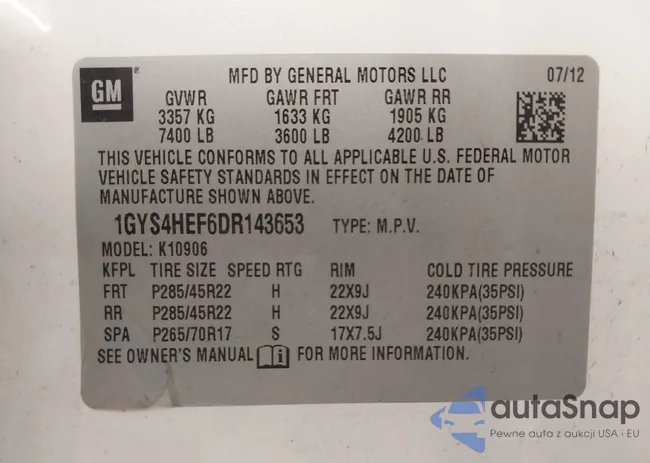 GM ® MFD BY GENERAL MOTORS LLC 07/12
GVWR GAWR FRT GAWR RR
3357 KG 1633 KG 1905 KG
7400 LB 3600 LB 4200 LB
THIS VEHICLE CONFORMS TO ALL APPLICABLE U.S. FEDERAL MOTOR
VEHICLE SAFETY STANDARDS IN EFFECT ON THE DATE OF
MANUFACTURE SHOWN ABOVE.
1GYS4HEF6DR143653 TYPE: M.P.V.
MODEL: K10906
KFPL TIRE SIZE SPEED RTG RIM COLD TIRE PRESSURE
FRT P285/45R22 H 22X9J 240KPA(35PSI)
RR P285/45R22 H 22X9J 240KPA(35PSI)
SPA P265/70R17 S 17X7.5J 240KPA(35PSI)
SEE OWNER'S MANUAL FOR MORE INFORMATION.
autaSnap
Pewne auta z aukcji USA i EU